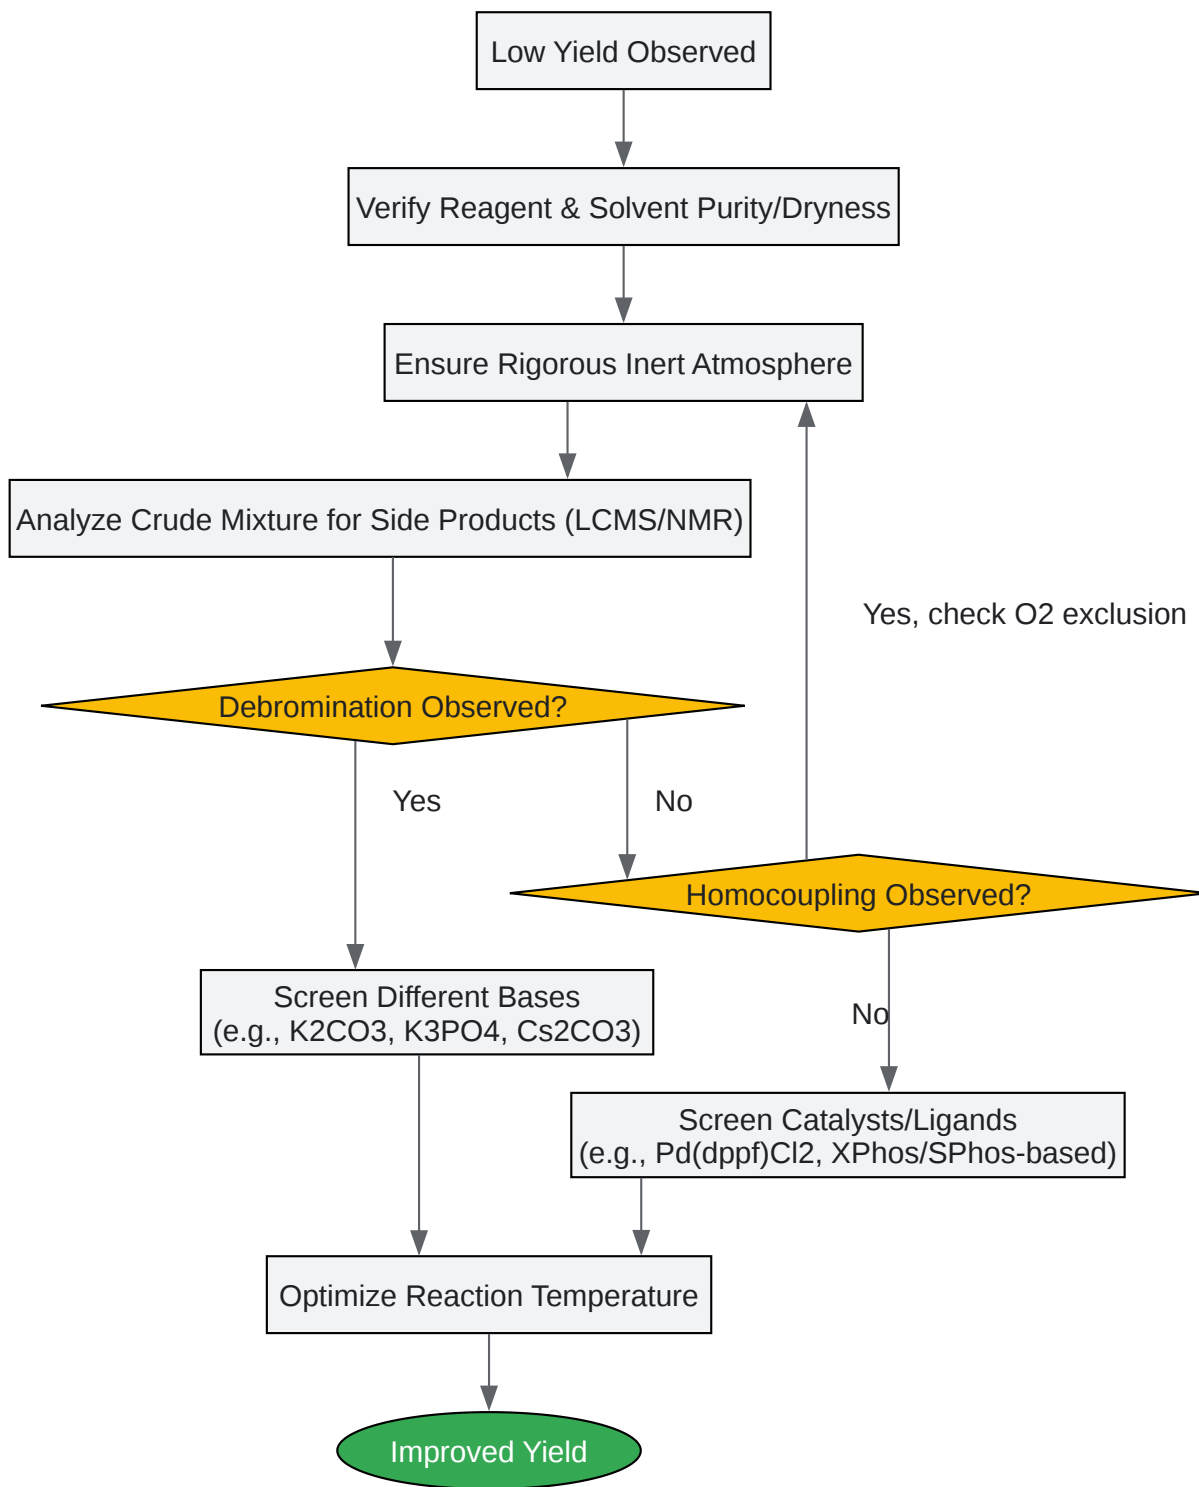 Low Yield Observed
Verify Reagent & Solvent Purity/Dryness
Ensure Rigorous Inert Atmosphere
Analyze Crude Mixture for Side Products (LCMS/NMR)
Yes, check O2 exclusion
Debromination Observed?
Yes
No
Homocoupling Observed?
Screen Different Bases
(e.g., K2CO3, K3PO4, Cs2CO3)
No
Screen Catalysts/Ligands
(e.g., Pd(dppf)Cl2, XPhos/SPhos-based)
Optimize Reaction Temperature
Improved Yield